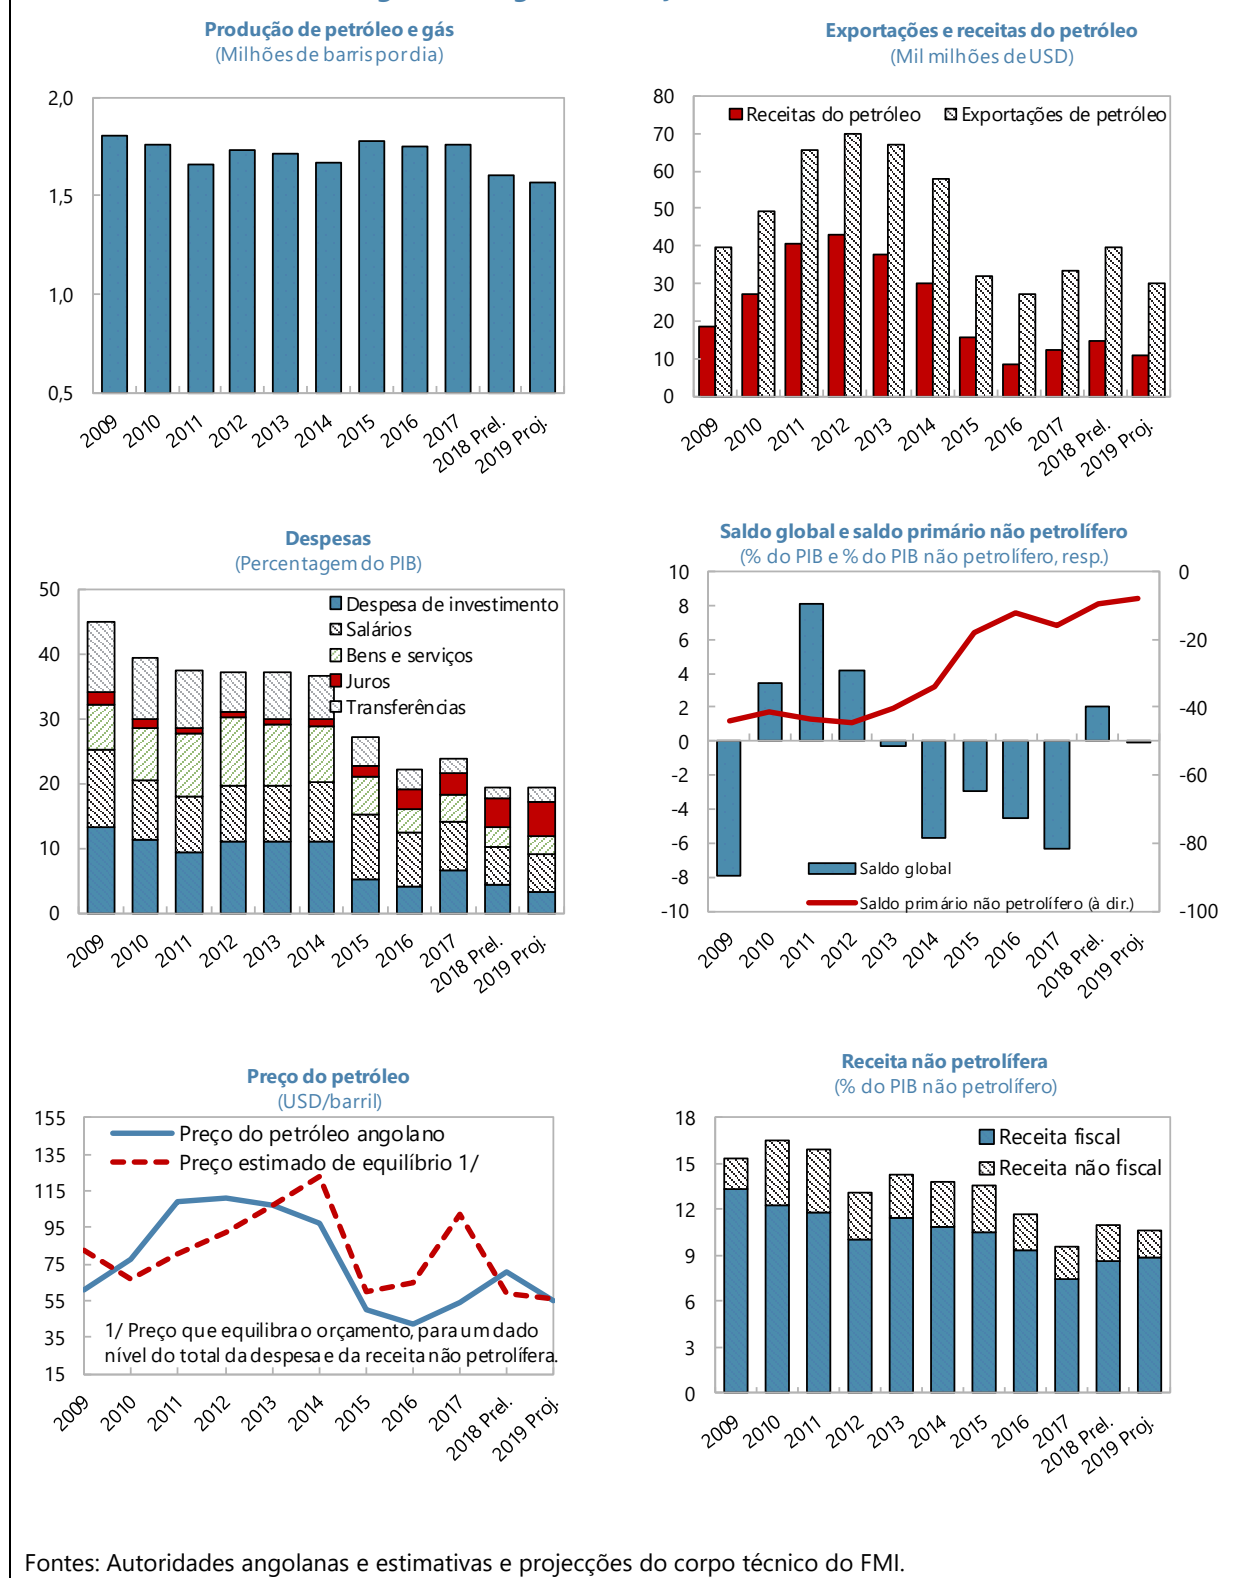 Produção de petróleo e gás
(Milhões de barris por dia)
2,0
1,5
1,0
0,5
2009
2010
2011
2012
2013
2014
2015
2016
2017
2018 Prel.
2019 Proj.
Exportações e receitas do petróleo
(Mil milhões de USD)
80
70
60
50
40
30
20
10
0
Receitas do petróleo
Exportações de petróleo
2009
2010
2011
2012
2013
2014
2015
2016
2017
2018 Prel.
2019 Proj.
Despesas
(Percentagem do PIB)
50
40
30
20
10
0
Despesa de investimento
Salários
Bens e serviços
Juros
Transferências
2009
2010
2011
2012
2013
2014
2015
2016
2017
2018 Prel.
2019 Proj.
Saldo global e saldo primário não petrolífero
(% do PIB e % do PIB não petrolífero, resp.)
10
8
6
4
2
0
-2
-4
-6
-8
-10
0
-20
-40
-60
-80
-100
Saldo global
Saldo primário não petrolífero (à dir.)
2009
2010
2011
2012
2013
2014
2015
2016
2017
2018 Prel.
2019 Proj.
Preço do petróleo
(USD/barril)
155
135
115
95
75
55
35
15
Preço do petróleo angolano
Preço estimado de equilíbrio 1/
1/ Preço que equilibra o orçamento, para um dado
nível do total da despesa e da receita não petrolífera.
2009
2010
2011
2012
2013
2014
2015
2016
2017
2018 Prel.
2019 Proj.
Receita não petrolífera
(% do PIB não petrolífero)
18
15
12
9
6
3
0
Receita fiscal
Receita não fiscal
2009
2010
2011
2012
2013
2014
2015
2016
2017
2018 Prel.
2019 Proj.
Fontes: Autoridades angolanas e estimativas e projecções do corpo técnico do FMI.